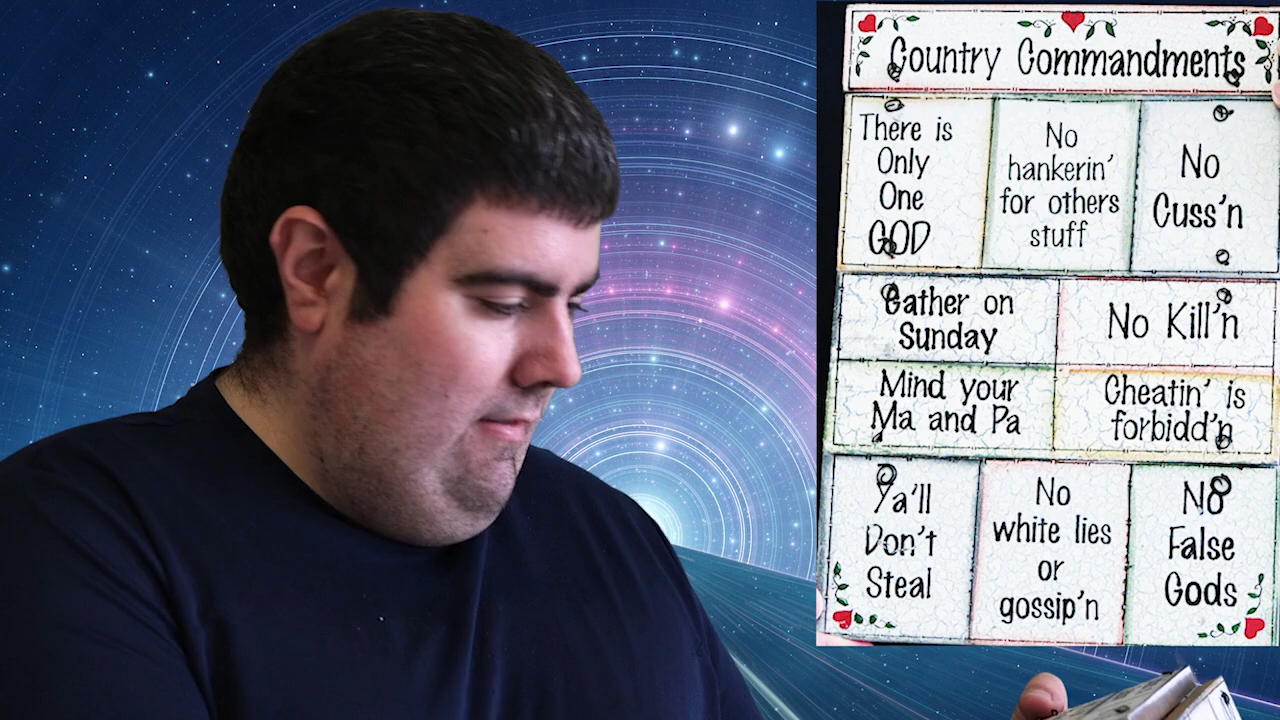 Country Commandments
There is
Only
One
GOD
No
hankerin'
for others
stuff
No
Cuss'n
Gather on
Sunday
No Kill'n
Mind your
Ma and Pa
Cheatin' is
forbidd'n
Ya'll
Don't
Steal
No
white lies
or
gossip'n
No
False
Gods